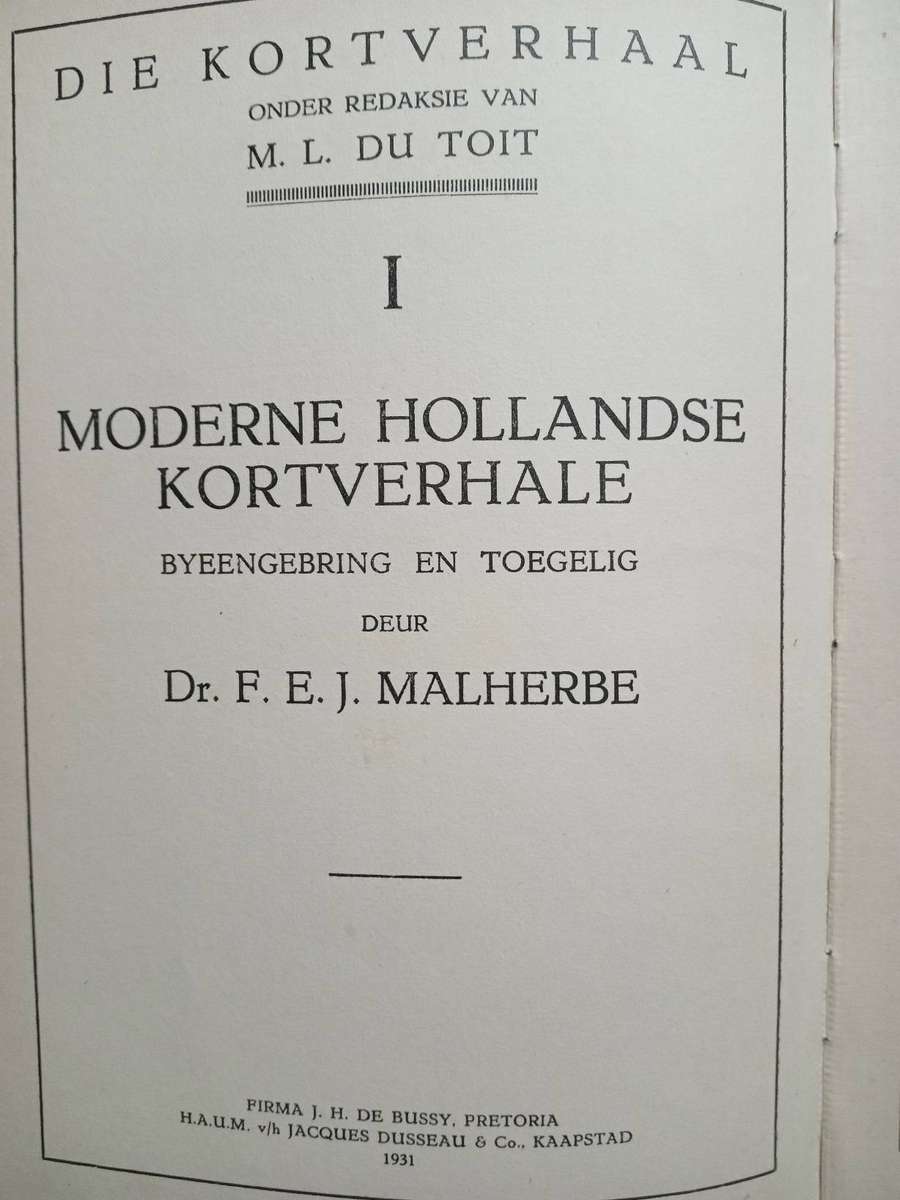 DIE KORTVERHAAL
ONDER REDAKSIE VAN
M. L. DU TOIT
I
MODERNE HOLLANDSE
KORTVERHALE
BYEENGEBRING EN TOEGELIG
DEUR
Dr. F. E. J. MALHERBE
FIRMA J. H. DE BUSSY, PRETORIA
H.A.U.M. v/h JACQUES DUSSEAU & Co., KAAPSTAD
1931